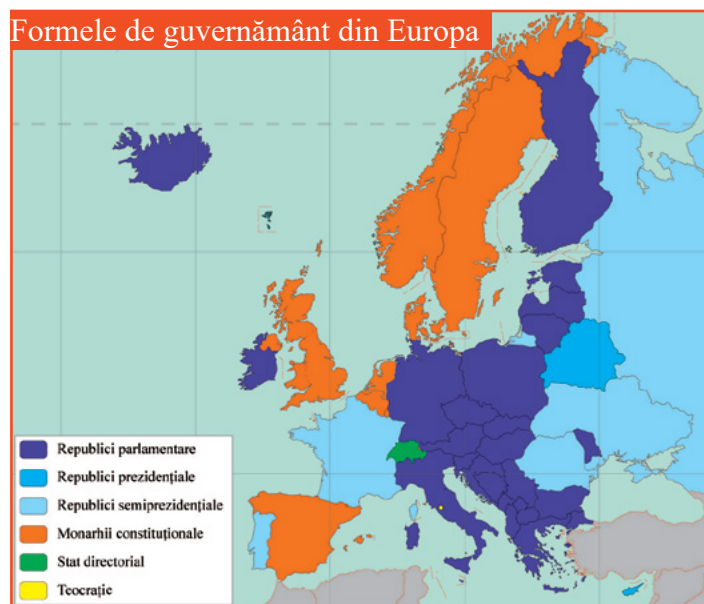 Formele de guvernământ din Europa
Republici parlamentare
Republici prezidențiale
Republici semiprezidențiale
Monarhii constituționale
Stat directorial
Teocrație